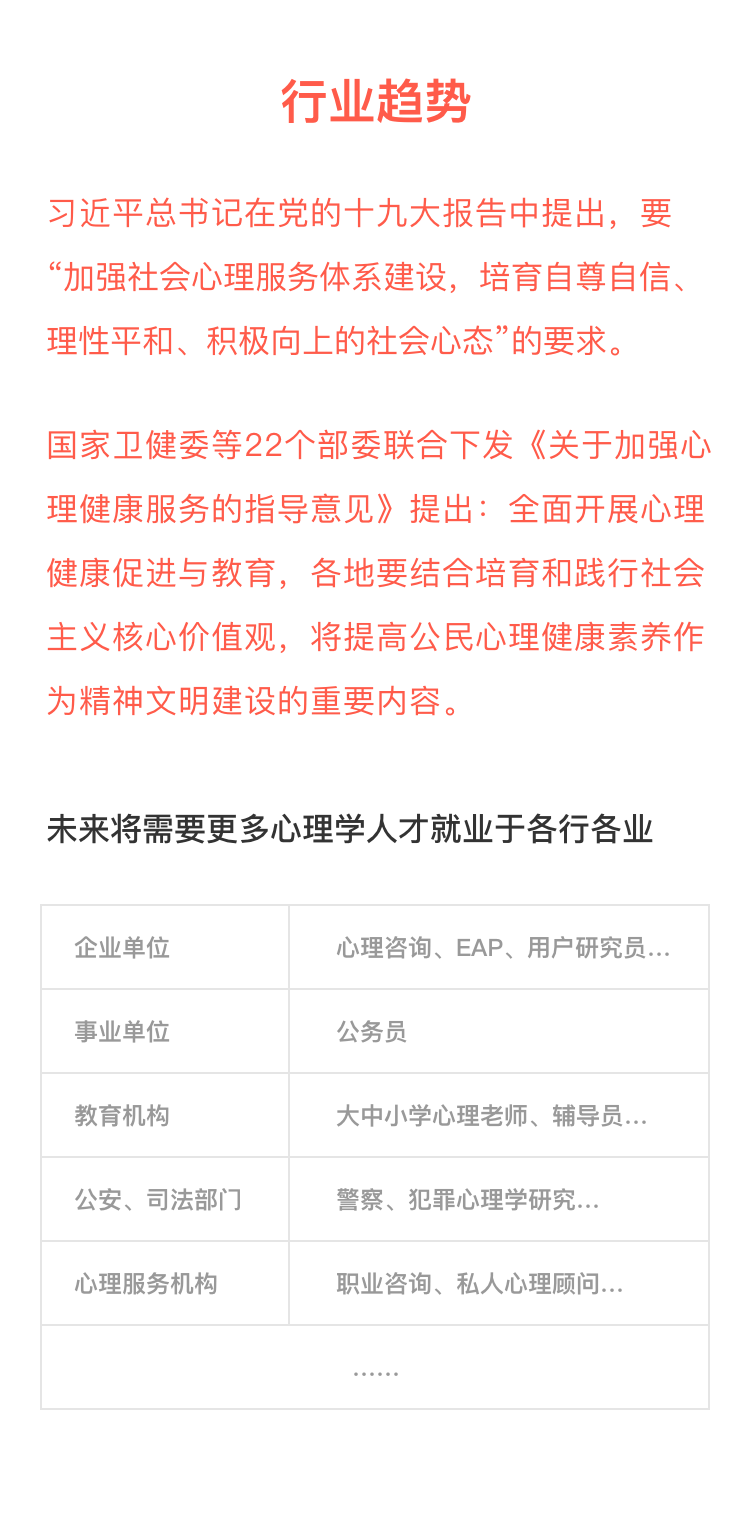 行业趋势
习近平总书记在党的十九大报告中提出，要
“加强社会心理服务体系建设，培育自尊自信、
理性平和、积极向上的社会心态”的要求。
国家卫健委等22个部委联合下发《关于加强心
理健康服务的指导意见》提出：全面开展心理
健康促进与教育，各地要结合培育和践行社会
主义核心价值观，将提高公民心理健康素养作
为精神文明建设的重要内容。
未来将需要更多心理学人才就业于各行各业
企业单位 心理咨询、EAP、用户研究员...
事业单位 公务员
教育机构 大中小学心理老师、辅导员...
公安、司法部门 警察、犯罪心理学研究...
心理服务机构 职业咨询、私人心理顾问...
......